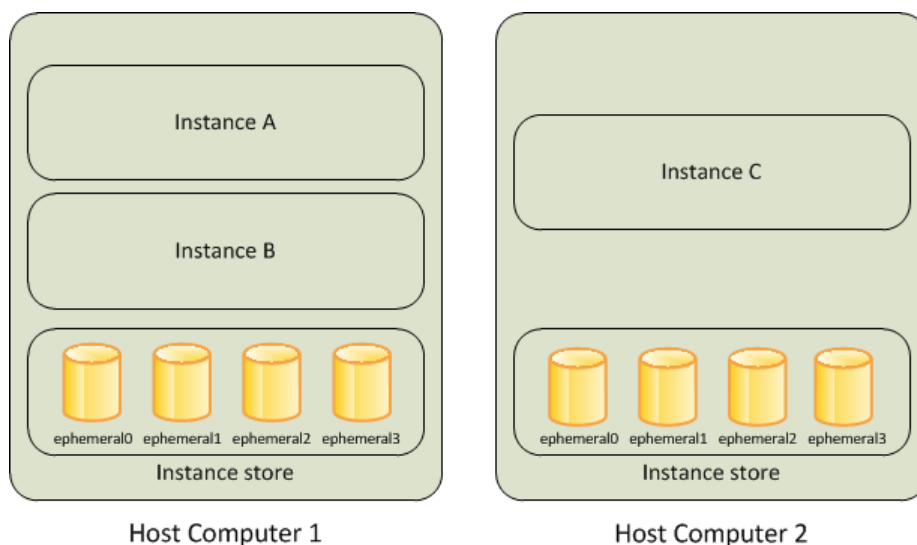 Instance A
Instance B
ephemeral0 ephemeral1 ephemeral2 ephemeral3
Instance store
Host Computer 1
Instance C
ephemeral0 ephemeral1 ephemeral2 ephemeral3
Instance store
Host Computer 2